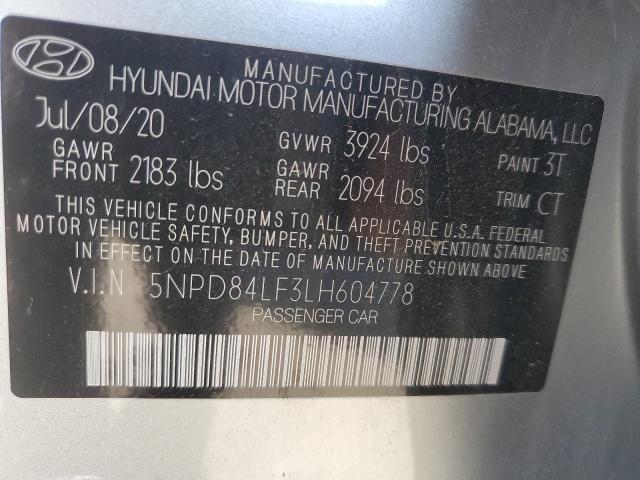 MANUFACTURED BY
HYUNDAI MOTOR MANUFACTURING ALABAMA, LLC
Jul/08/20 GVWR 3924 lbs PAINT 3T
GAWR FRONT 2183 lbs GAWR REAR 2094 lbs TRIM CT
THIS VEHICLE CONFORMS TO ALL APPLICABLE U.S.A. FEDERAL
MOTOR VEHICLE SAFETY, BUMPER, AND THEFT PREVENTION STANDARDS
IN EFFECT ON THE DATE OF MANUFACTURE SHOWN ABOVE.
V.I.N 5NPD84LF3LH604778
PASSENGER CAR